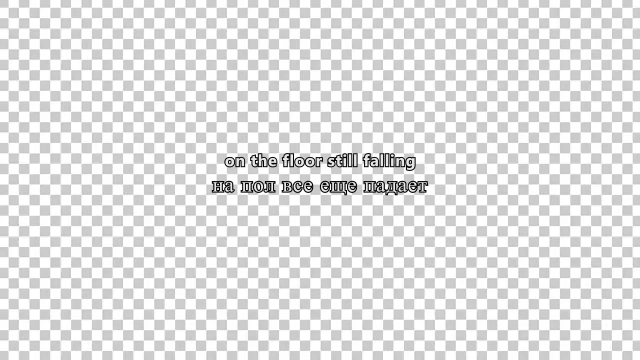 on the floor still falling
на пол все еще падает